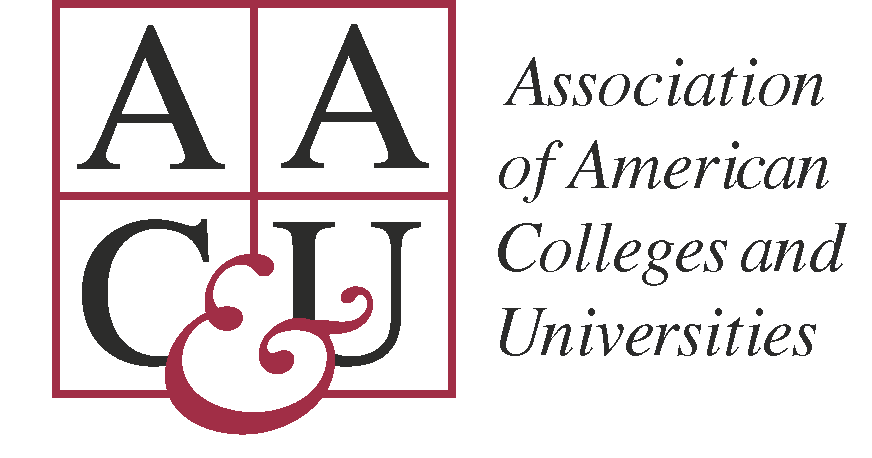 A A
C & U
Association
of American
Colleges and
Universities